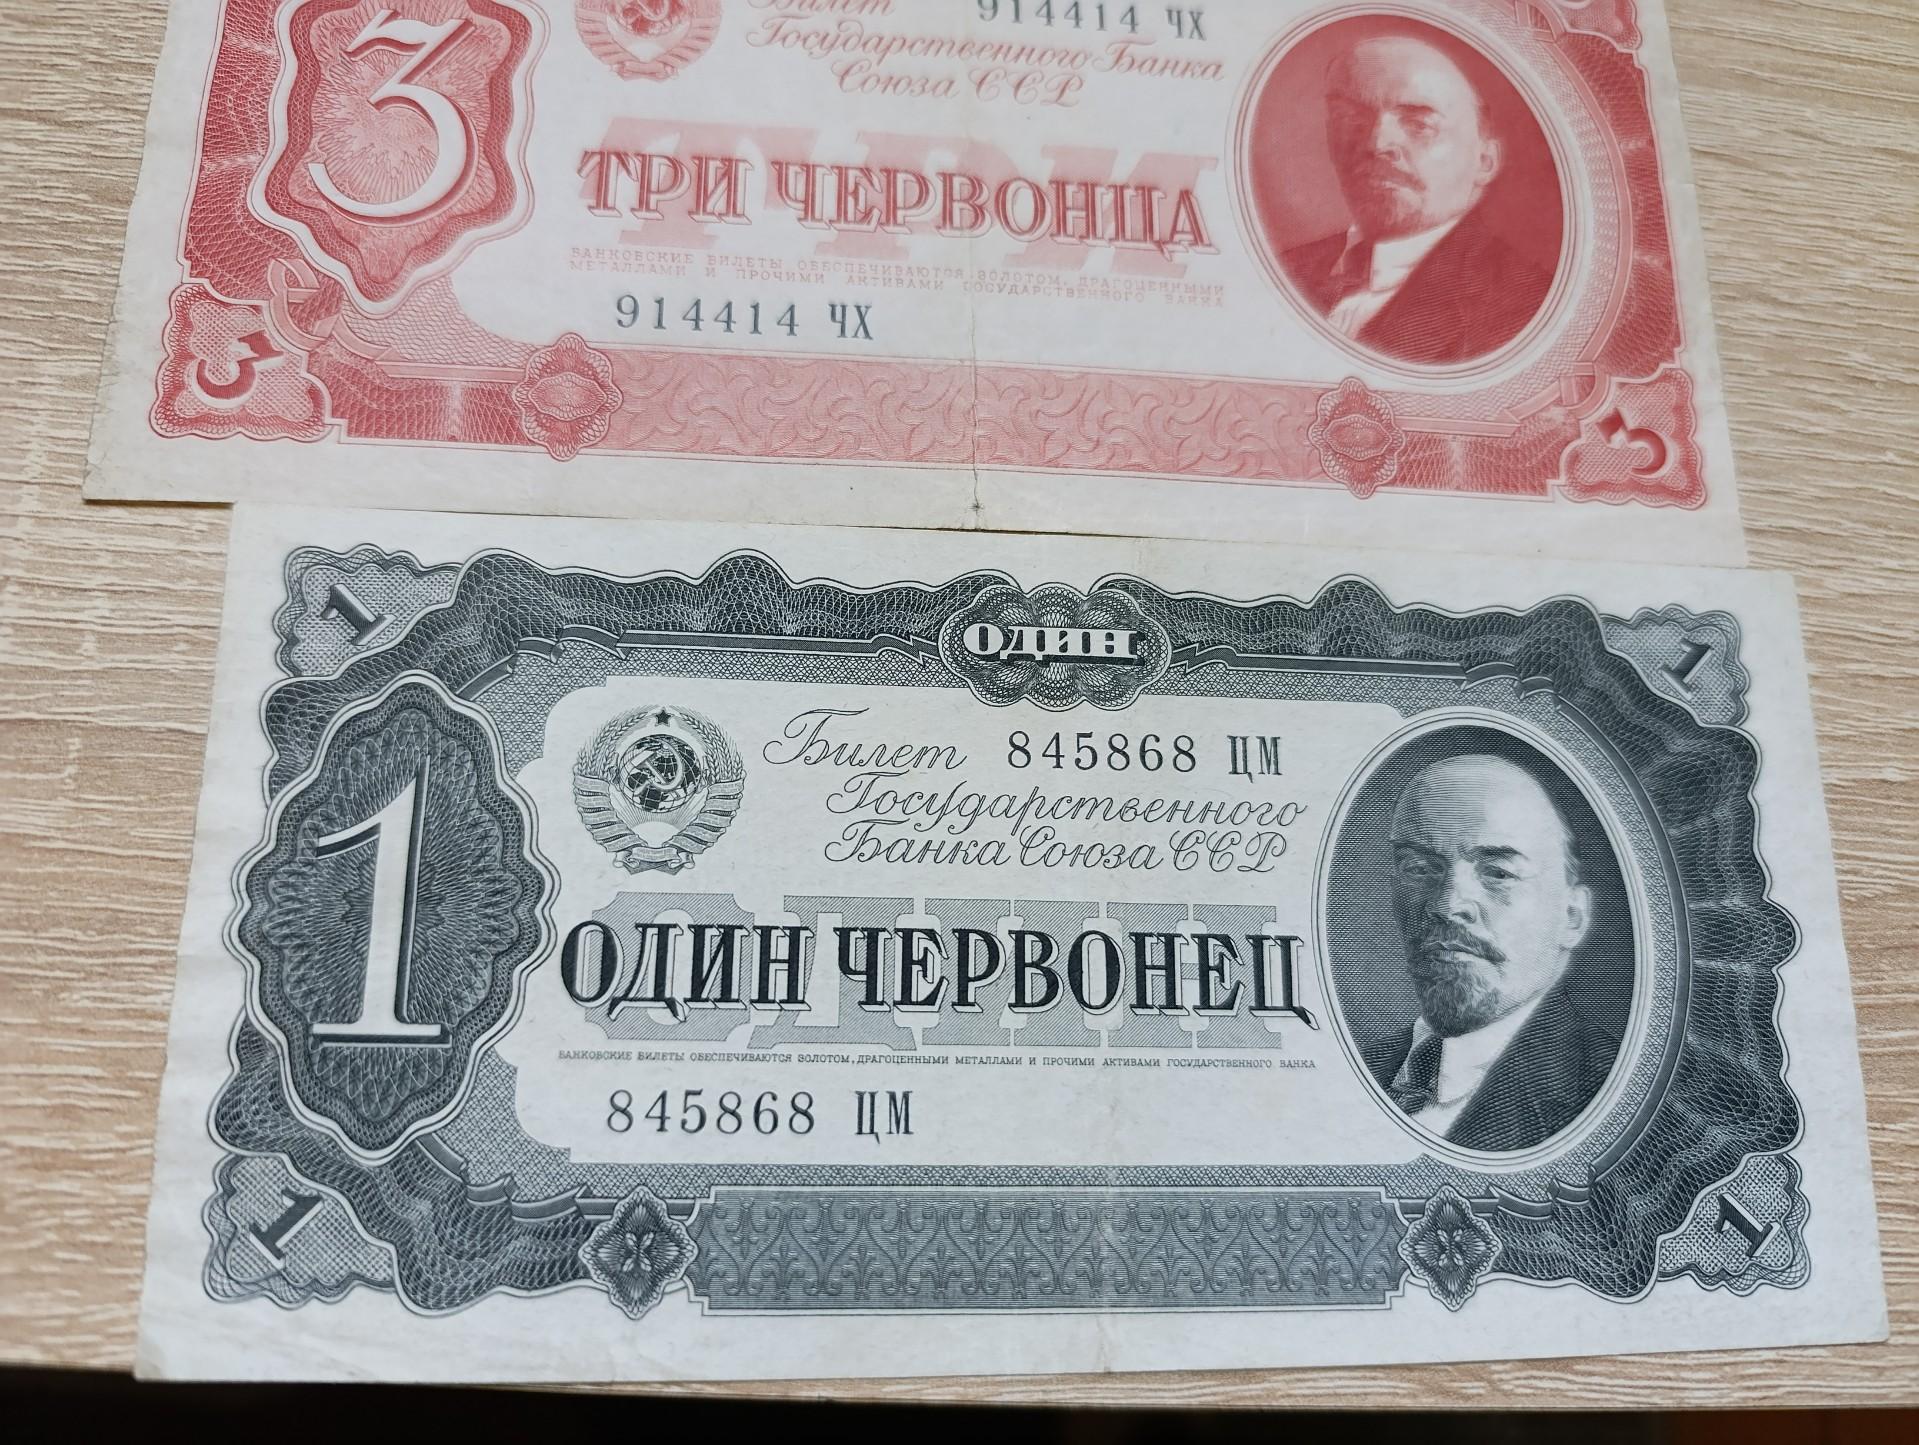 3
Билет 914414 ЧХ
Государственного Банка
Союза ССР
ТРИ
ТРИ ЧЕРВОНЦА
БАНКОВСКИЕ БИЛЕТЫ ОБЕСПЕЧИВАЮТСЯ ЗОЛОТОМ, ДРАГОЦЕННЫМИ
МЕТАЛЛАМИ И ПРОЧИМИ АКТИВАМИ ГОСУДАРСТВЕННОГО БАНКА
914414 ЧХ
3
3
1
ОДИН
1
1
Билет 845868 ЦМ
Государственного
Банка Союза ССР
ОДИН
ОДИН ЧЕРВОНЕЦ
БАНКОВСКИЕ БИЛЕТЫ ОБЕСПЕЧИВАЮТСЯ ЗОЛОТОМ, ДРАГОЦЕННЫМИ МЕТАЛЛАМИ И ПРОЧИМИ АКТИВАМИ ГОСУДАРСТВЕННОГО БАНКА
845868 ЦМ
1
1